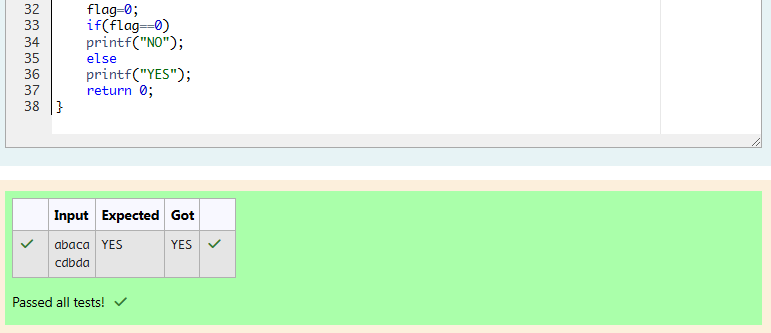 32 flag=0;
33 if(flag==0)
34 printf("NO");
35 else
36 printf("YES");
37 return 0;
38 }
Input Expected Got
abaca YES YES
cdbda
Passed all tests!